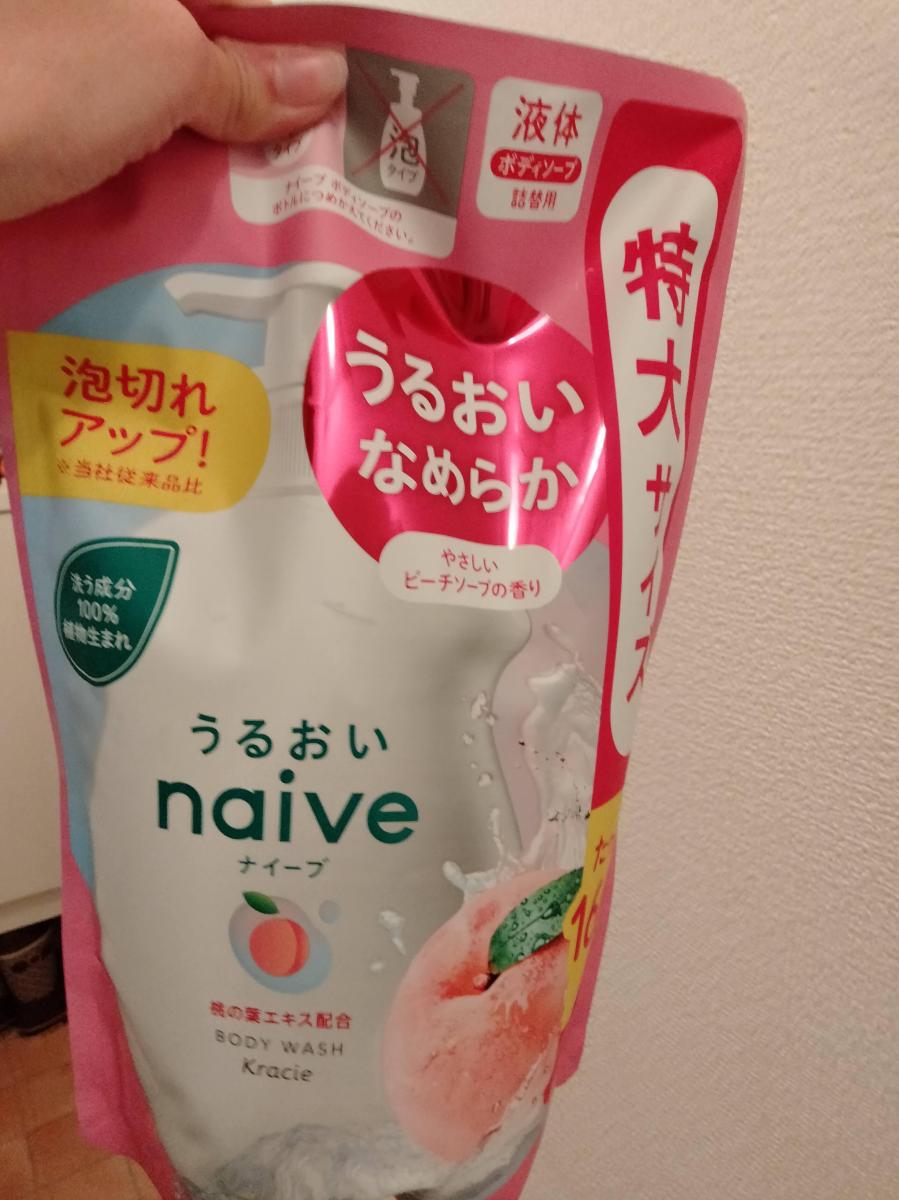 泡
タイプ
タイプ
ナイーブ ボディソープの
ボトルにつめかえてください。
液体
ボディソープ
詰替用
特大サイズ
うるおい
なめらか
やさしい
ピーチソープの香り
泡切れ
アップ!
※当社従来品比
洗う成分
100%
植物生まれ
うるおい
naive
ナイーブ
桃の葉エキス配合
BODY WASH
Kracie
た
16